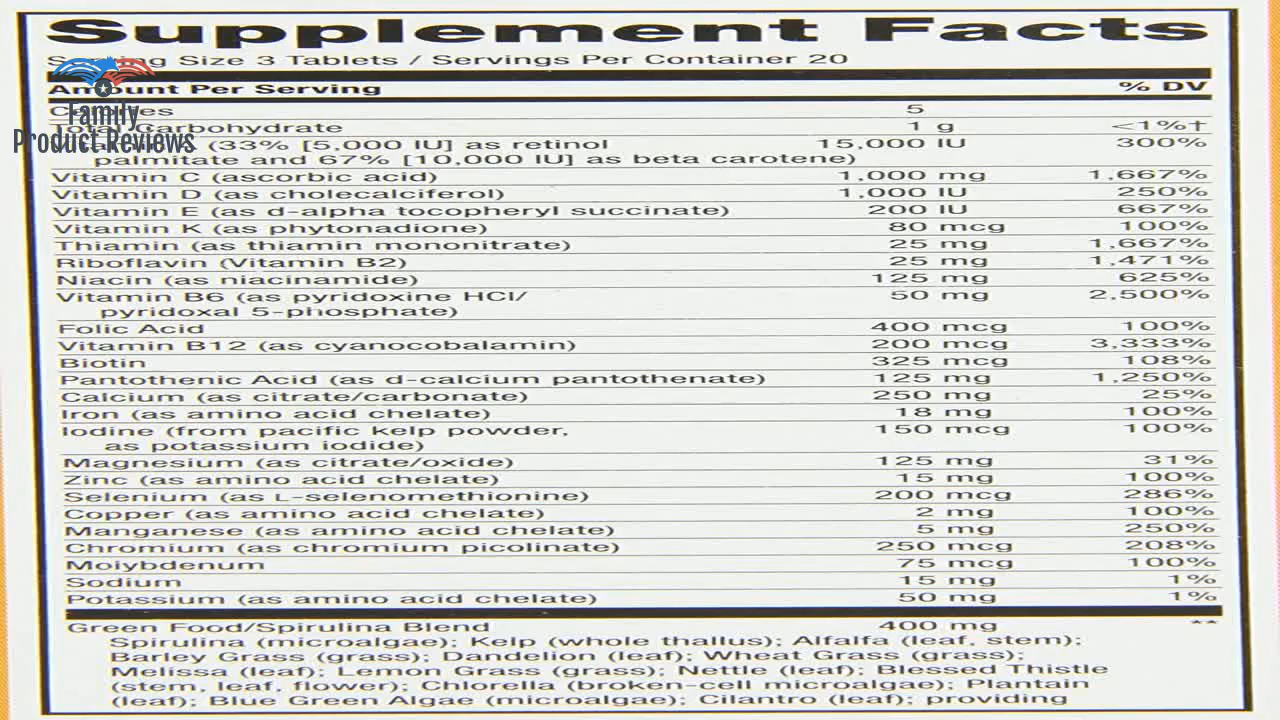 Supplement Facts
Size 3 Tablets / Servings Per Container 20
Amount Per Serving % DV
5
Family
Total Carbohydrate 1 g <1%†
Product Reviews
(33% [5,000 IU] as retinol 15,000 IU 300%
palmitate and 67% [10,000 IU] as beta carotene)
Vitamin C (ascorbic acid) 1,000 mg 1,667%
Vitamin D (as cholecalciferol) 1,000 IU 250%
Vitamin E (as d-alpha tocopheryl succinate) 200 IU 667%
Vitamin K (as phytonadione) 80 mcg 100%
Thiamin (as thiamin mononitrate) 25 mg 1,667%
Riboflavin (Vitamin B2) 25 mg 1,471%
Niacin (as niacinamide) 125 mg 625%
Vitamin B6 (as pyridoxine HCl/ 50 mg 2,500%
pyridoxal 5-phosphate)
Folic Acid 400 mcg 100%
Vitamin B12 (as cyanocobalamin) 200 mcg 3,333%
Biotin 325 mcg 108%
Pantothenic Acid (as d-calcium pantothenate) 125 mg 1,250%
Calcium (as citrate/carbonate) 250 mg 25%
Iron (as amino acid chelate) 18 mg 100%
Iodine (from pacific kelp powder, 150 mcg 100%
as potassium iodide)
Magnesium (as citrate/oxide) 125 mg 31%
Zinc (as amino acid chelate) 15 mg 100%
Selenium (as L-selenomethionine) 200 mcg 286%
Copper (as amino acid chelate) 2 mg 100%
Manganese (as amino acid chelate) 5 mg 250%
Chromium (as chromium picolinate) 250 mcg 208%
Molybdenum 75 mcg 100%
Sodium 15 mg 1%
Potassium (as amino acid chelate) 50 mg 1%
Green Food/Spirulina Blend 400 mg **
Spirulina (microalgae); Kelp (whole thallus); Alfalfa (leaf, stem);
Barley Grass (grass); Dandelion (leaf); Wheat Grass (grass);
Melissa (leaf); Lemon Grass (grass); Nettle (leaf); Blessed Thistle
(stem, leaf, flower); Chlorella (broken-cell microalgae); Plantain
(leaf); Blue Green Algae (microalgae); Cilantro (leaf); providing